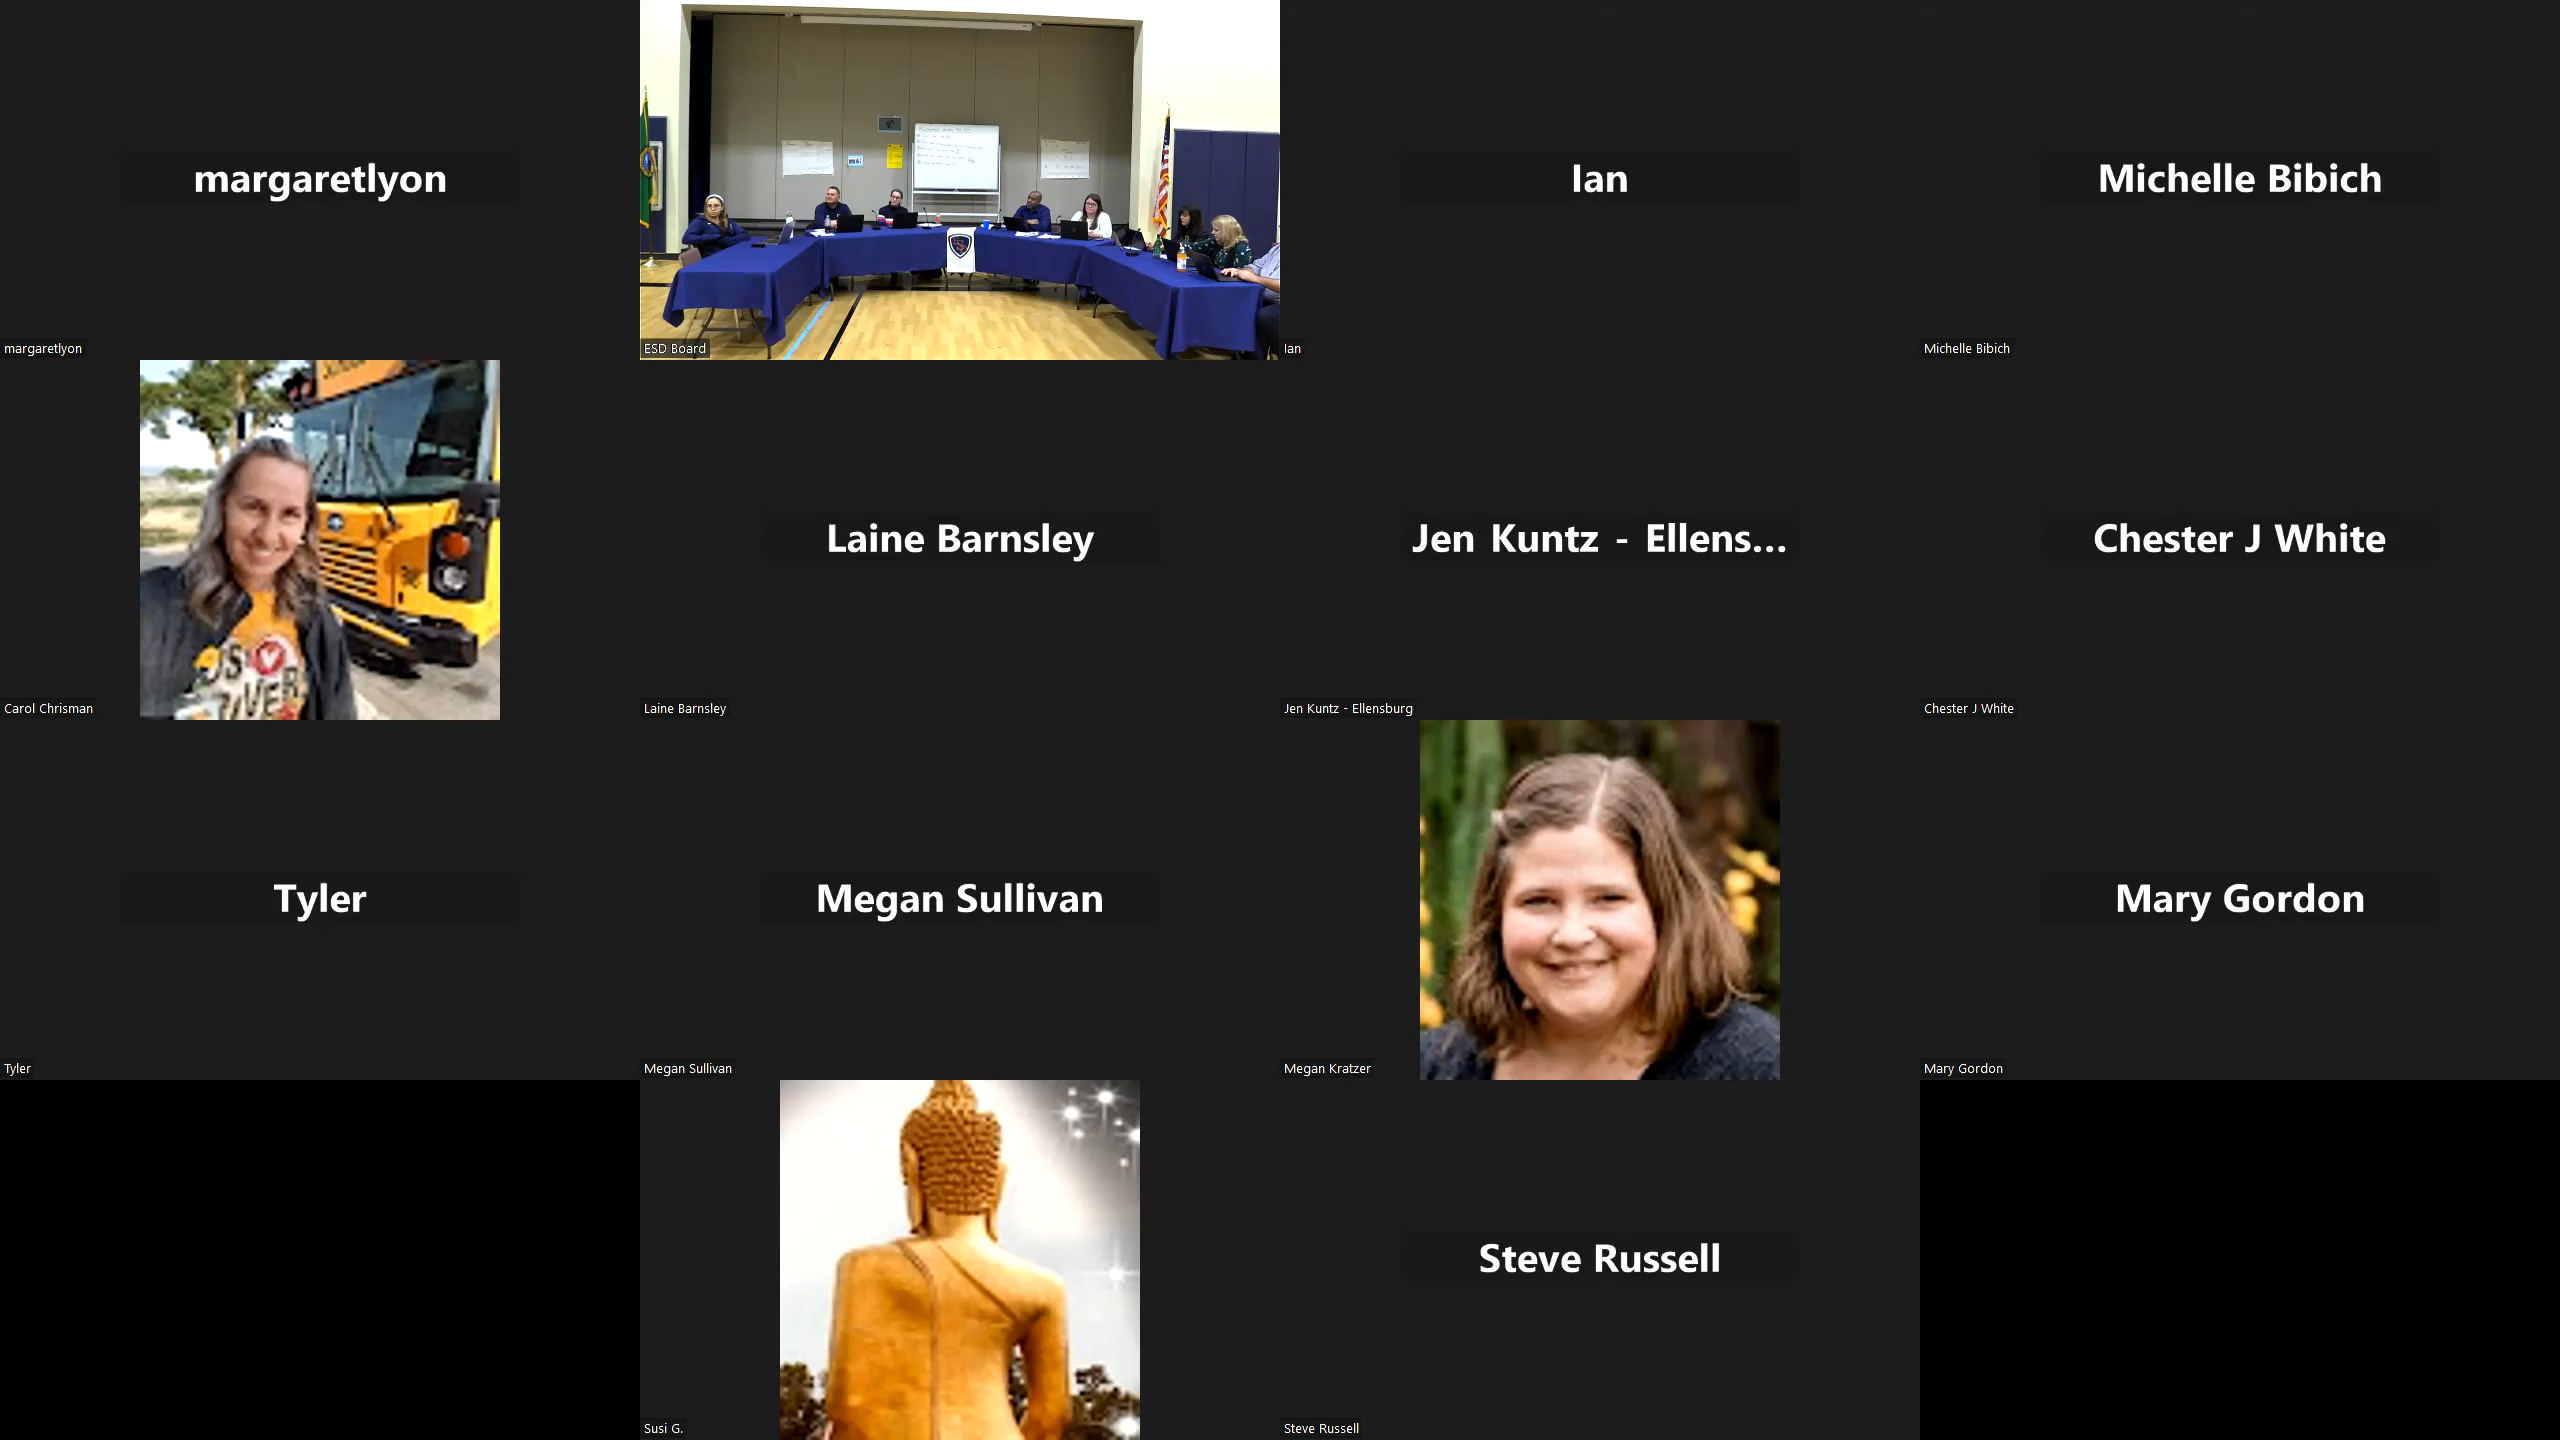 margaretlyon
Ian
Michelle Bibich
margaretlyon
ESD Board
Ian
Michelle Bibich
Laine Barnsley
Jen Kuntz - Ellens...
Chester J White
Carol Chrisman
Laine Barnsley
Jen Kuntz - Ellensburg
Chester J White
Tyler
Megan Sullivan
Mary Gordon
Tyler
Megan Sullivan
Megan Kratzer
Mary Gordon
Steve Russell
Susi G.
Steve Russell